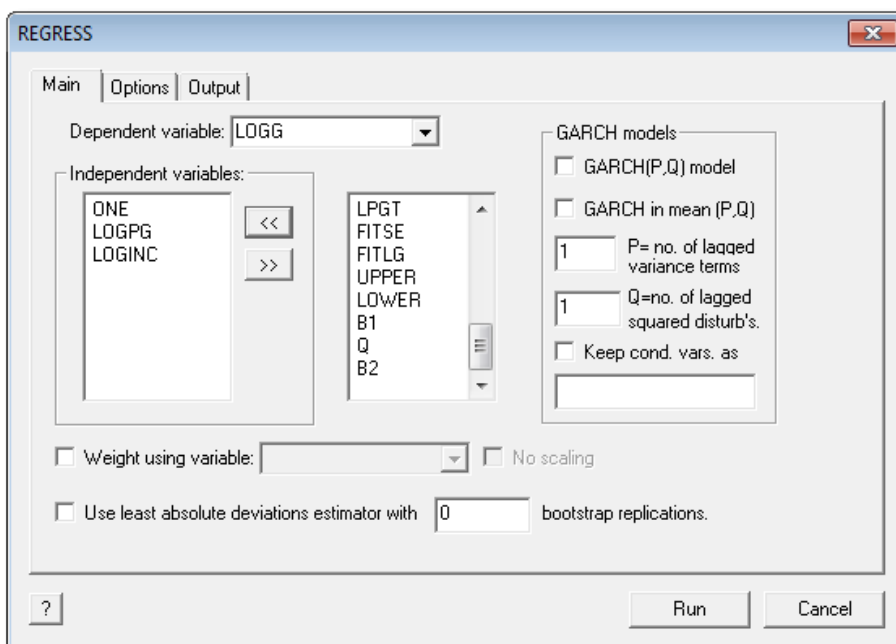 REGRESS
Main Options Output
Dependent variable: LOGG
Independent variables:
ONE
LOGPG
LOGINC
<<
>>
LPGT
FITSE
FITLG
UPPER
LOWER
B1
Q
B2
GARCH models
GARCH(P,Q) model
GARCH in mean (P,Q)
1 P= no. of lagged
variance terms
1 Q=no. of lagged
squared disturb's.
Keep cond. vars. as
Weight using variable: No scaling
Use least absolute deviations estimator with 0 bootstrap replications.
? Run Cancel